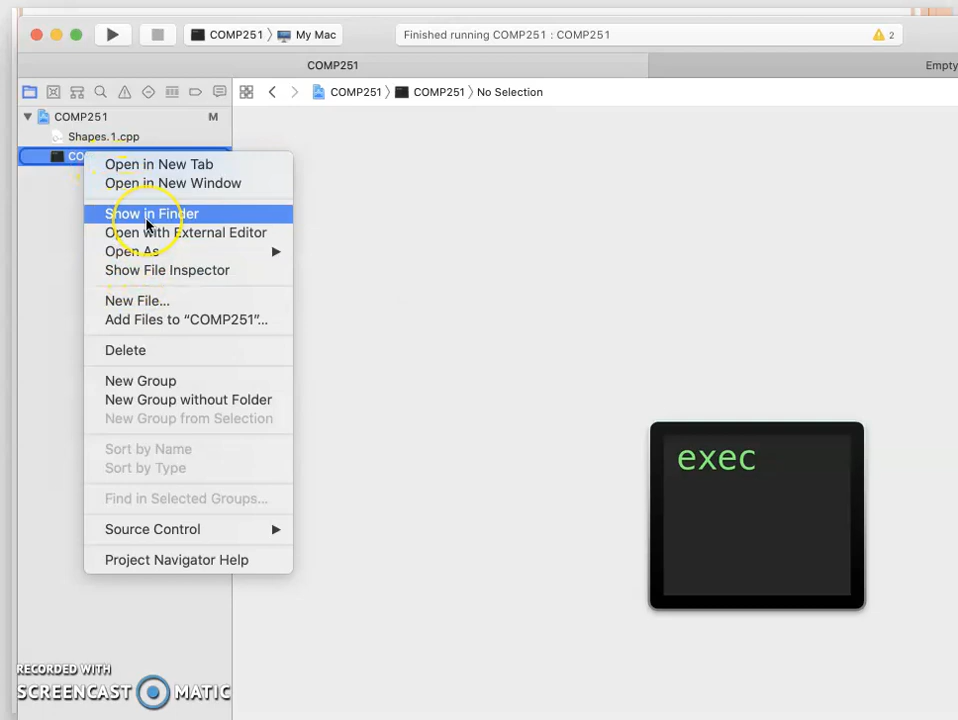 COMP251 〉 My Mac
Finished running COMP251 : COMP251
2
COMP251
Empty
COMP251 〉 COMP251 〉 No Selection
COMP251
M
Shapes.1.cpp
Open in New Tab
Open in New Window
Show in Finder
Open with External Editor
Open As
Show File Inspector
New File...
Add Files to “COMP251”...
Delete
New Group
New Group without Folder
New Group from Selection
Sort by Name
Sort by Type
Find in Selected Groups...
Source Control
Project Navigator Help
exec
RECORDED WITH
SCREENCAST MATIC